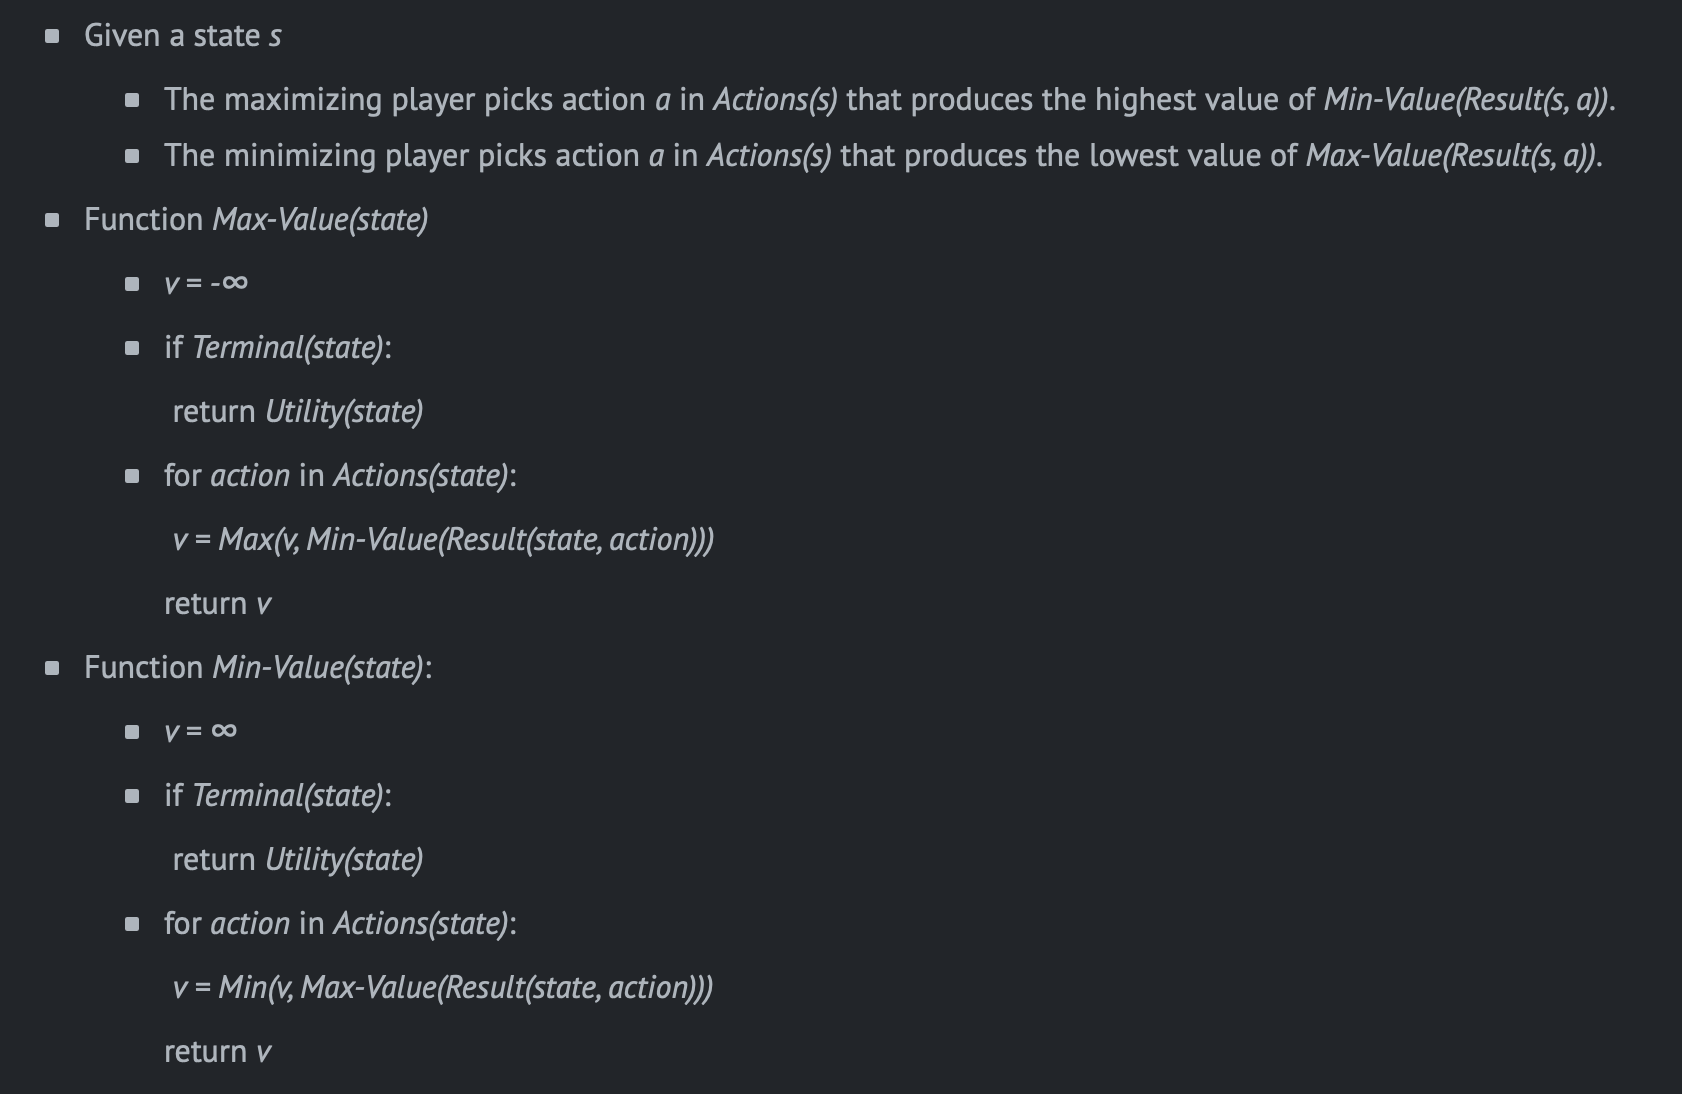 Given a state s
The maximizing player picks action a in Actions(s) that produces the highest value of Min-Value(Result(s, a)).
The minimizing player picks action a in Actions(s) that produces the lowest value of Max-Value(Result(s, a)).
Function Max-Value(state)
v = -∞
if Terminal(state):
return Utility(state)
for action in Actions(state):
v = Max(v, Min-Value(Result(state, action)))
return v
Function Min-Value(state):
v = ∞
if Terminal(state):
return Utility(state)
for action in Actions(state):
v = Min(v, Max-Value(Result(state, action)))
return v